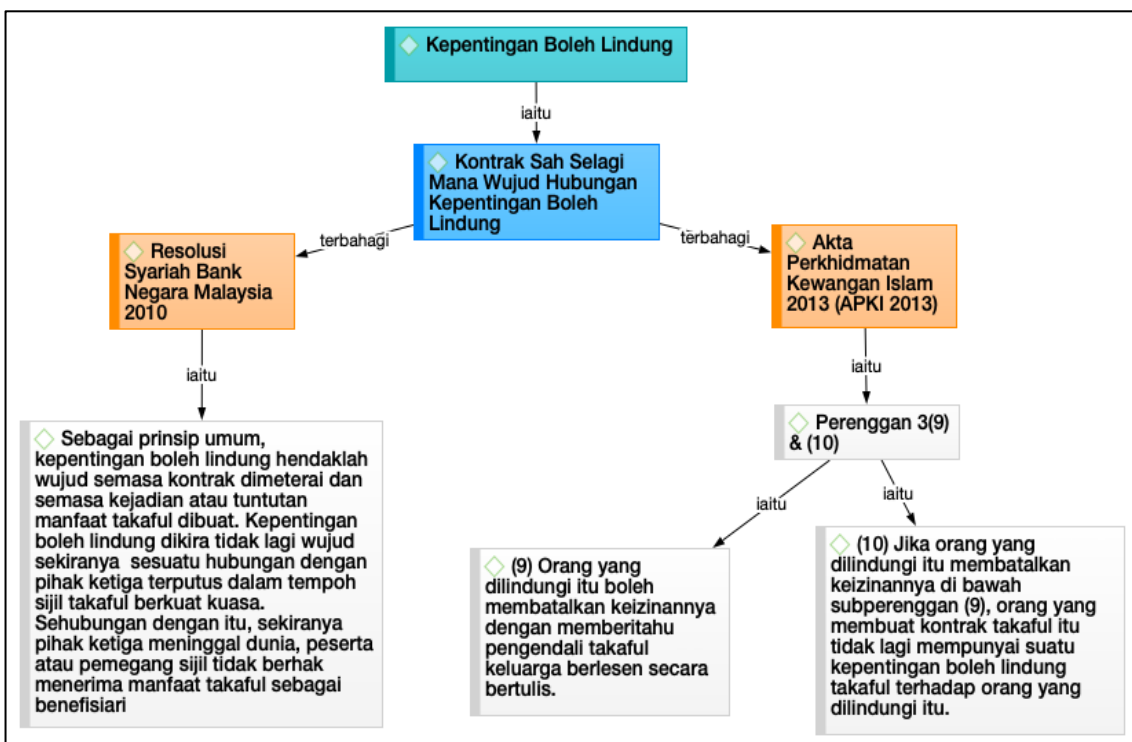 Kepentingan Boleh Lindung
iaitu
Kontrak Sah Selagi
Mana Wujud Hubungan
Kepentingan Boleh
Lindung
terbahagi
terbahagi
Resolusi
Syariah Bank
Negara Malaysia
2010
Akta
Perkhidmatan
Kewangan Islam
2013 (APKI 2013)
iaitu
iaitu
Sebagai prinsip umum,
kepentingan boleh lindung hendaklah
wujud semasa kontrak dimeterai dan
semasa kejadian atau tuntutan
manfaat takaful dibuat. Kepentingan
boleh lindung dikira tidak lagi wujud
sekiranya sesuatu hubungan dengan
pihak ketiga terputus dalam tempoh
sijil takaful berkuat kuasa.
Sehubungan dengan itu, sekiranya
pihak ketiga meninggal dunia, peserta
atau pemegang sijil tidak berhak
menerima manfaat takaful sebagai
benefisiari
Perenggan 3(9)
& (10)
iaitu
iaitu
(9) Orang yang
dilindungi itu boleh
membatalkan keizinannya
dengan memberitahu
pengendali takaful
keluarga berlesen secara
bertulis.
(10) Jika orang yang
dilindungi itu membatalkan
keizinannya di bawah
subperenggan (9), orang yang
membuat kontrak takaful itu
tidak lagi mempunyai suatu
kepentingan boleh lindung
takaful terhadap orang yang
dilindungi itu.